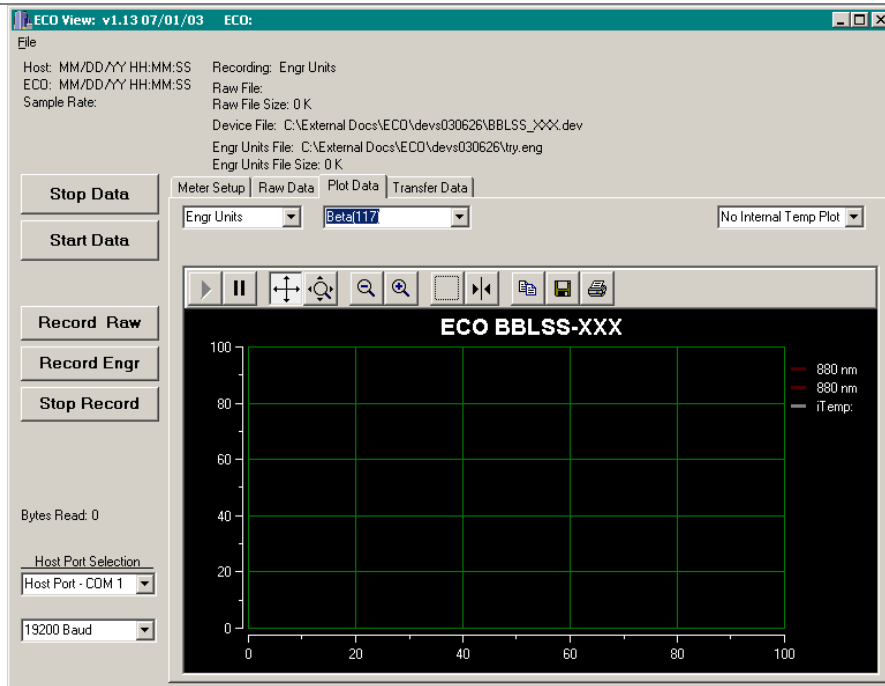 ECO View: v1.13 07/01/03 ECO:
File
Host: MM/DD/YY HH:MM:SS
ECO: MM/DD/YY HH:MM:SS
Sample Rate:
Recording: Engr Units
Raw File:
Raw File Size: 0 K
Device File: C:\External Docs\ECO\devs030626\BBLSS_XXX.dev
Engr Units File: C:\External Docs\ECO\devs030626\try.eng
Engr Units File Size: 0 K
Stop Data
Start Data
Record Raw
Record Engr
Stop Record
Bytes Read: 0
Host Port Selection
Host Port - COM 1
19200 Baud
Meter Setup Raw Data Plot Data Transfer Data
Engr Units Beta(117) No Internal Temp Plot
ECO BBLSS-XXX
100
80
60
40
20
0
0 20 40 60 80 100
880 nm
880 nm
iTemp: